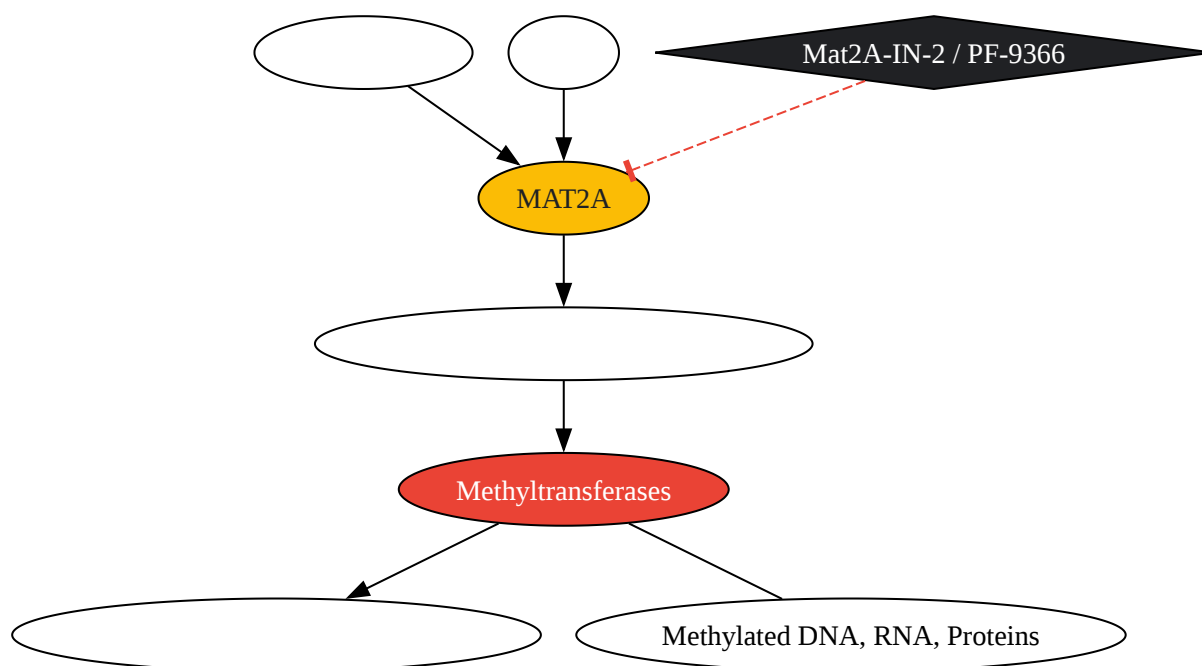 Mat2A-IN-2 / PF-9366
MAT2A
Methyltransferases
Methylated DNA, RNA, Proteins